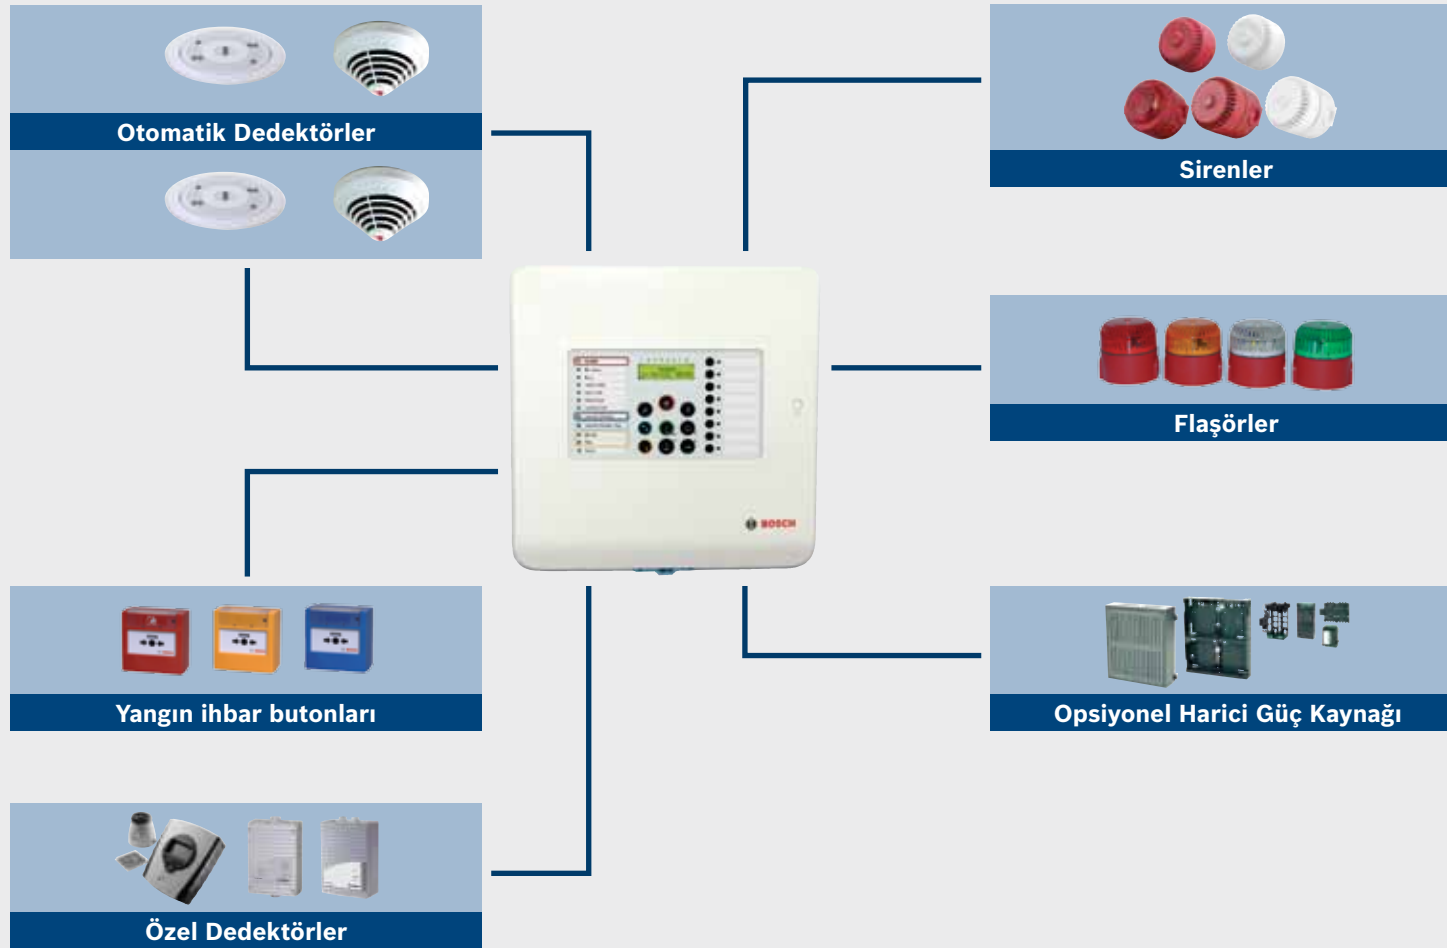 Otomatik Dedektörler
Sirenler
Flaşörler
BOSCH
Yangın ihbar butonları
Opsiyonel Harici Güç Kaynağı
Özel Dedektörler